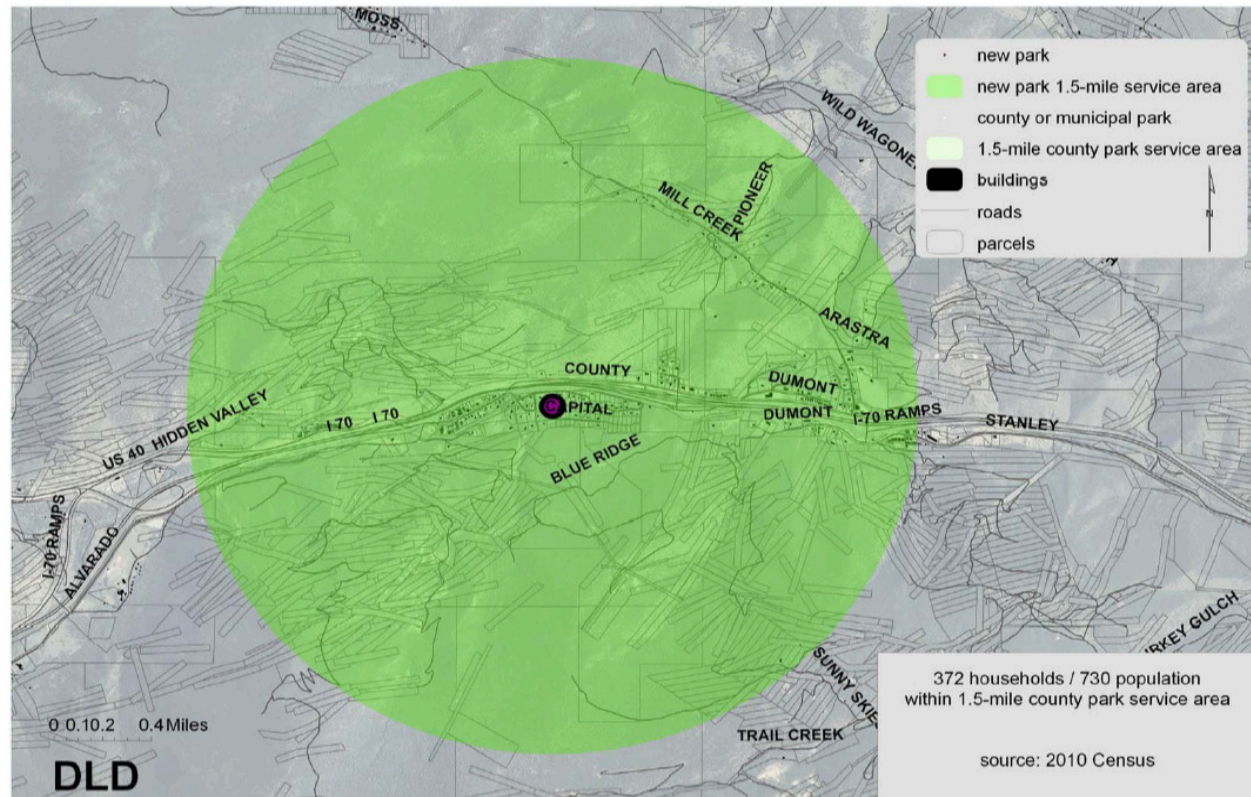 MOSS
WILD WAGONE
PIONEER
MILL CREEK
ARASTRA
COUNTY
DUMONT
C
APITAL
DUMONT
I-70 RAMPS
STANLEY
I 70
I 70
US 40 HIDDEN VALLEY
BLUE RIDGE
I-70 RAMPS
ALVARADO
SUNNY SKIE
RKEY GULCH
TRAIL CREEK
new park
new park 1.5-mile service area
county or municipal park
1.5-mile county park service area
buildings
roads
parcels
N
372 households / 730 population
within 1.5-mile county park service area
source: 2010 Census
0 0.10.2 0.4 Miles
DLD